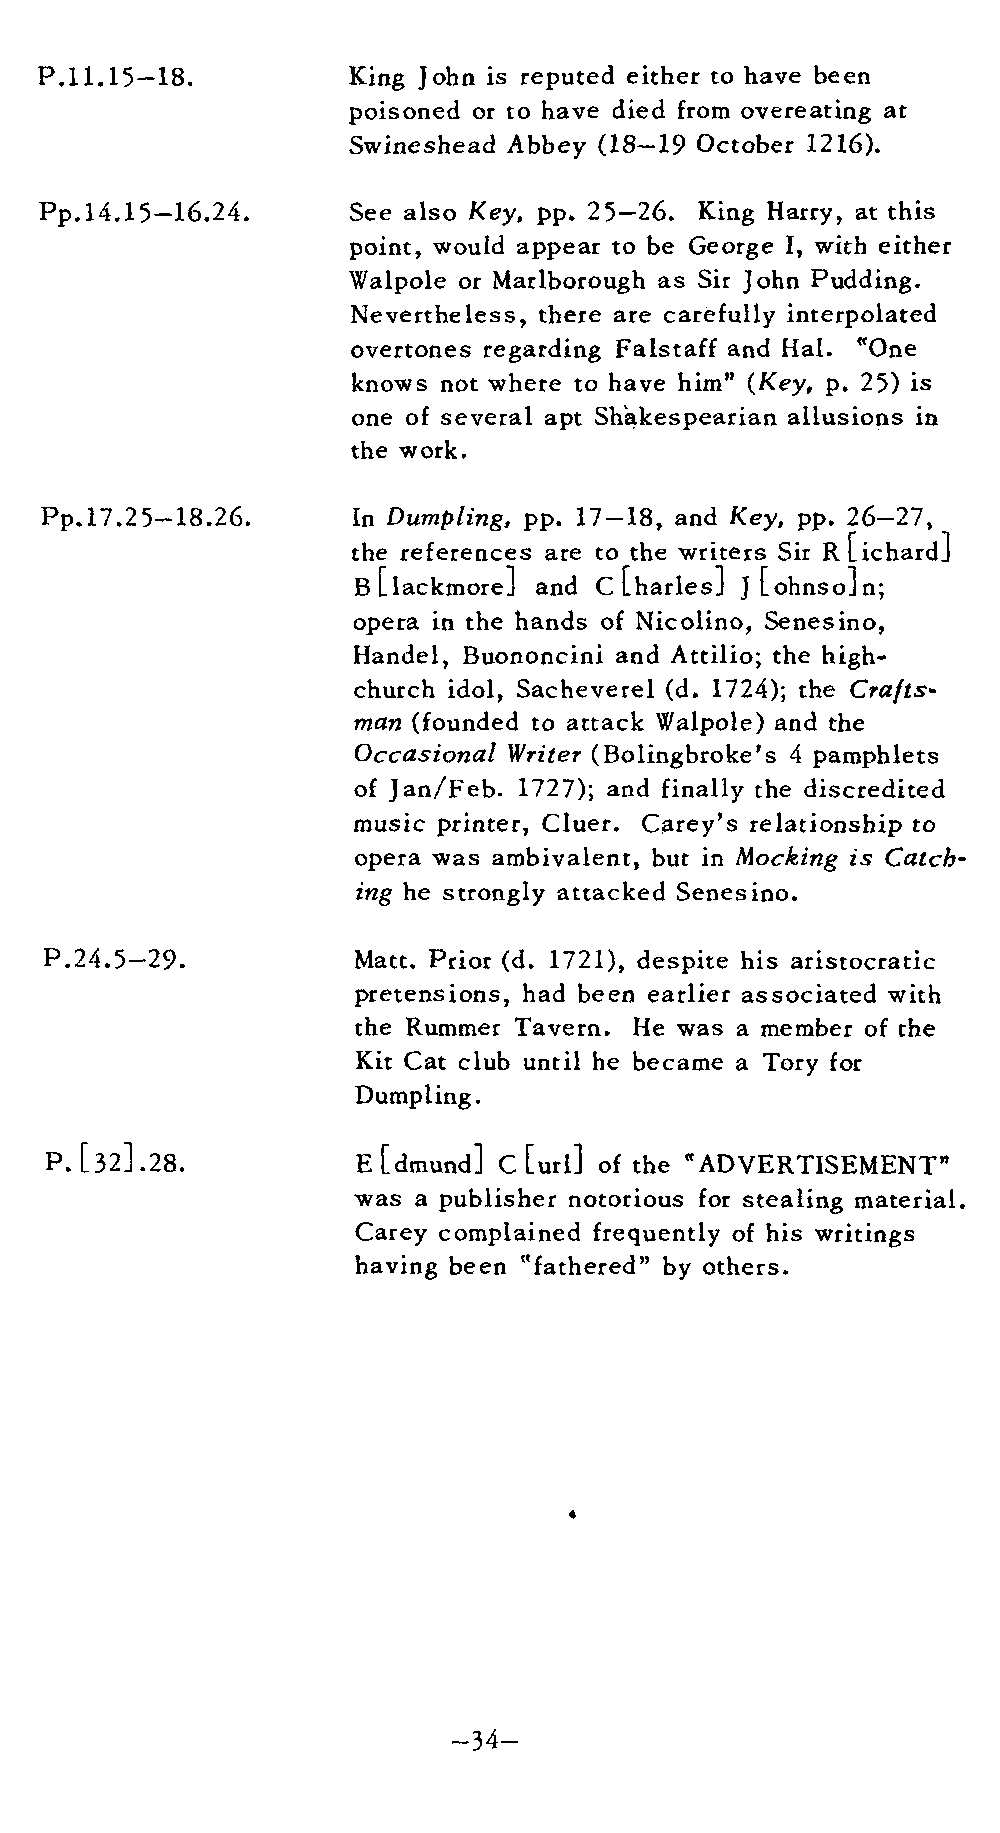 P.11.15–18. King John is reputed either to have been
poisoned or to have died from overeating at
Swineshead Abbey (18–19 October 1216).
Pp.14.15–16.24. See also Key, pp. 25–26. King Harry, at this
point, would appear to be George I, with either
Walpole or Marlborough as Sir John Pudding.
Nevertheless, there are carefully interpolated
overtones regarding Falstaff and Hal. "One
knows not where to have him" (Key, p. 25) is
one of several apt Shakespearian allusions in
the work.
Pp.17.25–18.26. In Dumpling, pp. 17–18, and Key, pp. 26–27,
the references are to the writers Sir R[ichard]
B[lackmore] and C[harles] J[ohnso]n;
opera in the hands of Nicolino, Senesino,
Handel, Buononcini and Attilio; the high-
church idol, Sacheverel (d. 1724); the Crafts-
man (founded to attack Walpole) and the
Occasional Writer (Bolingbroke's 4 pamphlets
of Jan/Feb. 1727); and finally the discredited
music printer, Cluer. Carey's relationship to
opera was ambivalent, but in Mocking is Catch-
ing he strongly attacked Senesino.
P.24.5–29. Matt. Prior (d. 1721), despite his aristocratic
pretensions, had been earlier associated with
the Rummer Tavern. He was a member of the
Kit Cat club until he became a Tory for
Dumpling.
P.[32].28. E[dmund] C[url] of the "ADVERTISEMENT"
was a publisher notorious for stealing material.
Carey complained frequently of his writings
having been "fathered" by others.
–34–